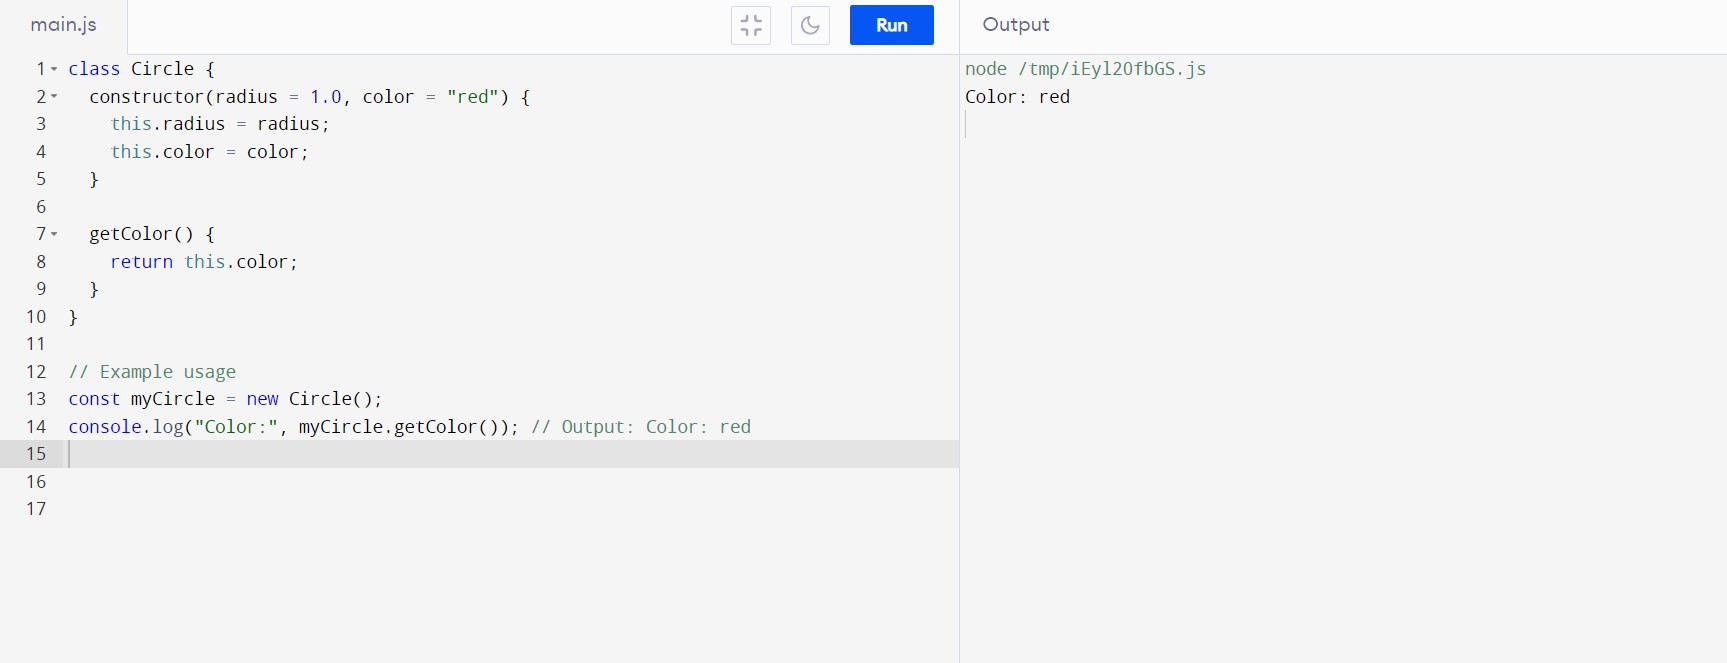 main.js
Run
Output
1 class Circle {
2   constructor(radius = 1.0, color = "red") {
3     this.radius = radius;
4     this.color = color;
5   }
6
7   getColor() {
8     return this.color;
9   }
10 }
11
12 // Example usage
13 const myCircle = new Circle();
14 console.log("Color:", myCircle.getColor()); // Output: Color: red
15
16
17
node /tmp/iEyl2OfbGS.js
Color: red